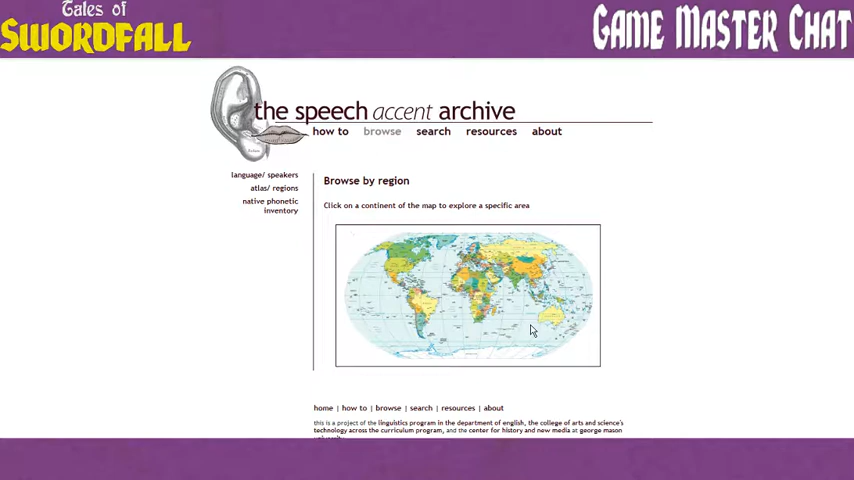 Tales of
SWORDFALL
GAME MASTER CHAT
the speech accent archive
how to browse search resources about
language/ speakers
atlas/ regions
native phonetic
inventory
Browse by region
Click on a continent of the map to explore a specific area
home | how to | browse | search | resources | about
this is a project of the linguistics program in the department of english, the college of arts and science's
technology across the curriculum program, and the center for history and new media at george mason
university